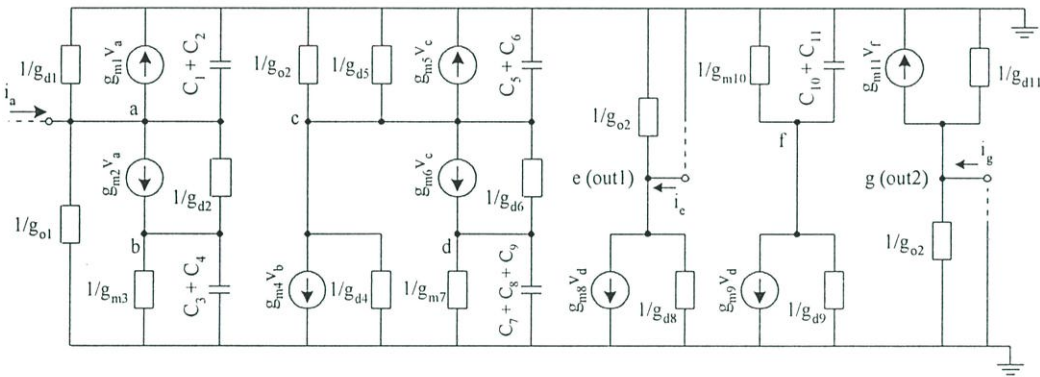 1/g_d1
g_m1 v_a
C_1 + C_2
1/g_o2
1/g_d5
g_m5 v_c
C_5 + C_6
1/g_m10
C_10 + C_11
g_m11 v_f
1/g_d11
i_a
a
c
1/g_o2
f
g_m2 v_a
1/g_d2
g_m6 v_c
1/g_d6
e (out1)
i_e
g (out2)
i_g
1/g_o1
b
d
1/g_o2
1/g_m3
C_3 + C_4
g_m4 v_b
1/g_d4
1/g_m7
C_7 + C_8 + C_9
g_m8 v_d
1/g_d8
g_m9 v_d
1/g_d9